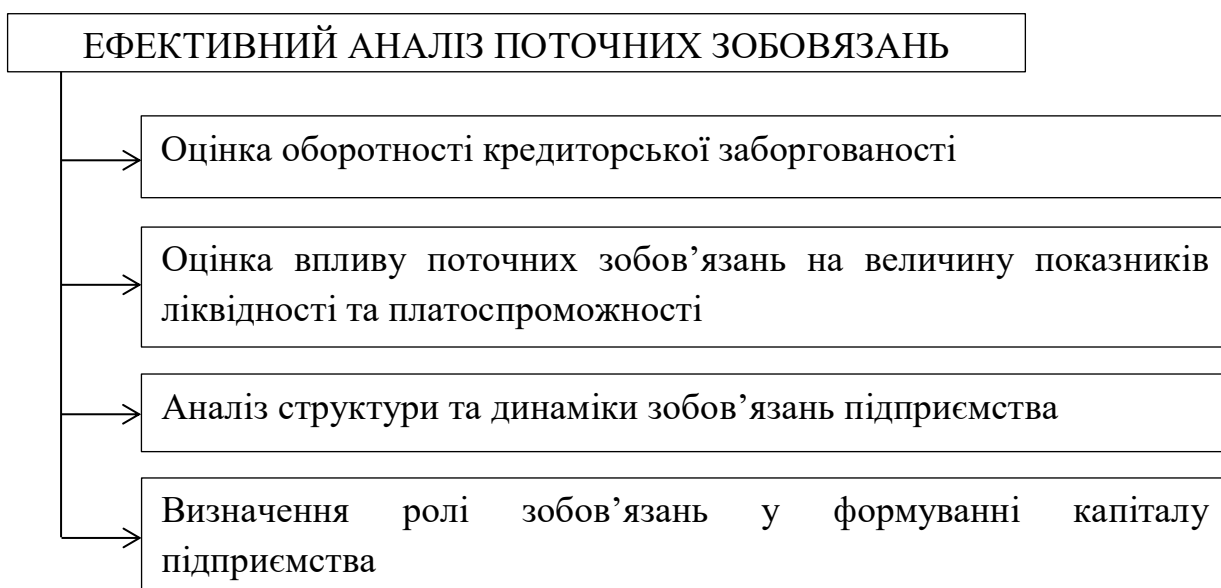 ЕФЕКТИВНИЙ АНАЛІЗ ПОТОЧНИХ ЗОБОВЯЗАНЬ
Оцінка оборотності кредиторської заборгованості
Оцінка впливу поточних зобов’язань на величину показників
ліквідності та платоспроможності
Аналіз структури та динаміки зобов’язань підприємства
Визначення ролі зобов’язань у формуванні капіталу
підприємства